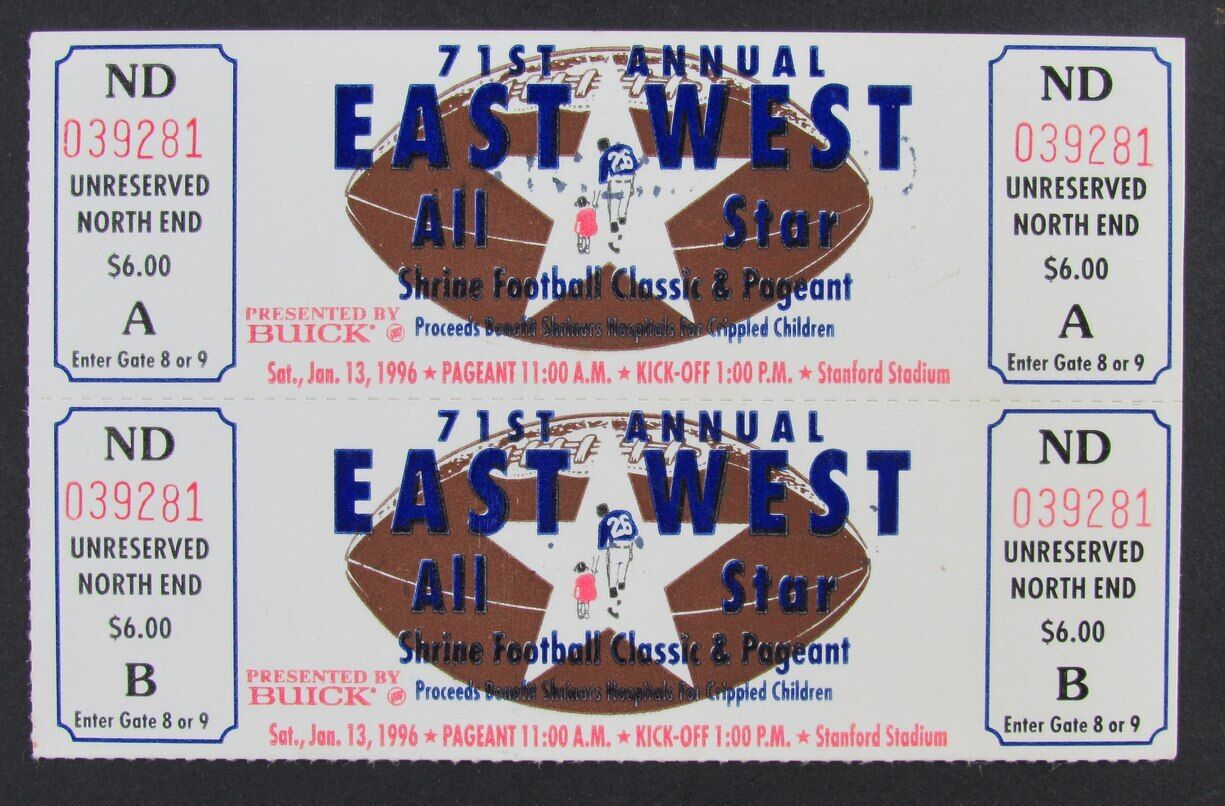 ND
039281
UNRESERVED
NORTH END
$6.00
A
Enter Gate 8 or 9
71ST ANNUAL
EAST WEST
26
All Star
Shrine Football Classic & Pageant
PRESENTED BY
BUICK
Proceeds Benefit Shriners Hospitals For Crippled Children
Sat., Jan. 13, 1996 ★ PAGEANT 11:00 A.M. ★ KICK-OFF 1:00 P.M. ★ Stanford Stadium
ND
039281
UNRESERVED
NORTH END
$6.00
A
Enter Gate 8 or 9
ND
039281
UNRESERVED
NORTH END
$6.00
B
Enter Gate 8 or 9
71ST ANNUAL
EAST WEST
26
All Star
Shrine Football Classic & Pageant
PRESENTED BY
BUICK
Proceeds Benefit Shriners Hospitals For Crippled Children
Sat., Jan. 13, 1996 ★ PAGEANT 11:00 A.M. ★ KICK-OFF 1:00 P.M. ★ Stanford Stadium
ND
039281
UNRESERVED
NORTH END
$6.00
B
Enter Gate 8 or 9